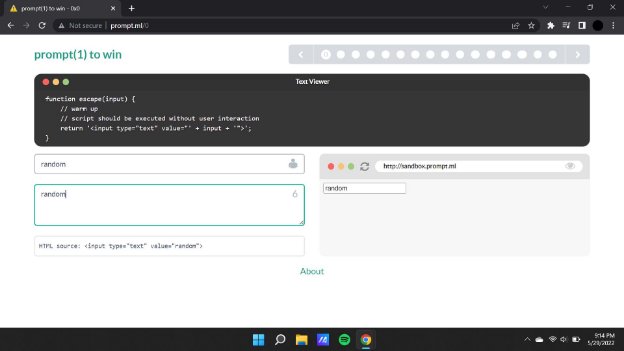 prompt(1) to win - 0x0
Not secure | prompt.ml/0
prompt(1) to win
0
Text Viewer
function escape(input) {
// warm up
// script should be executed without user interaction
return '<input type="text" value="' + input + '">';
}
random
random
6
HTML source: <input type="text" value="random">
http://sandbox.prompt.ml
random
About
9:14 PM
5/28/2022